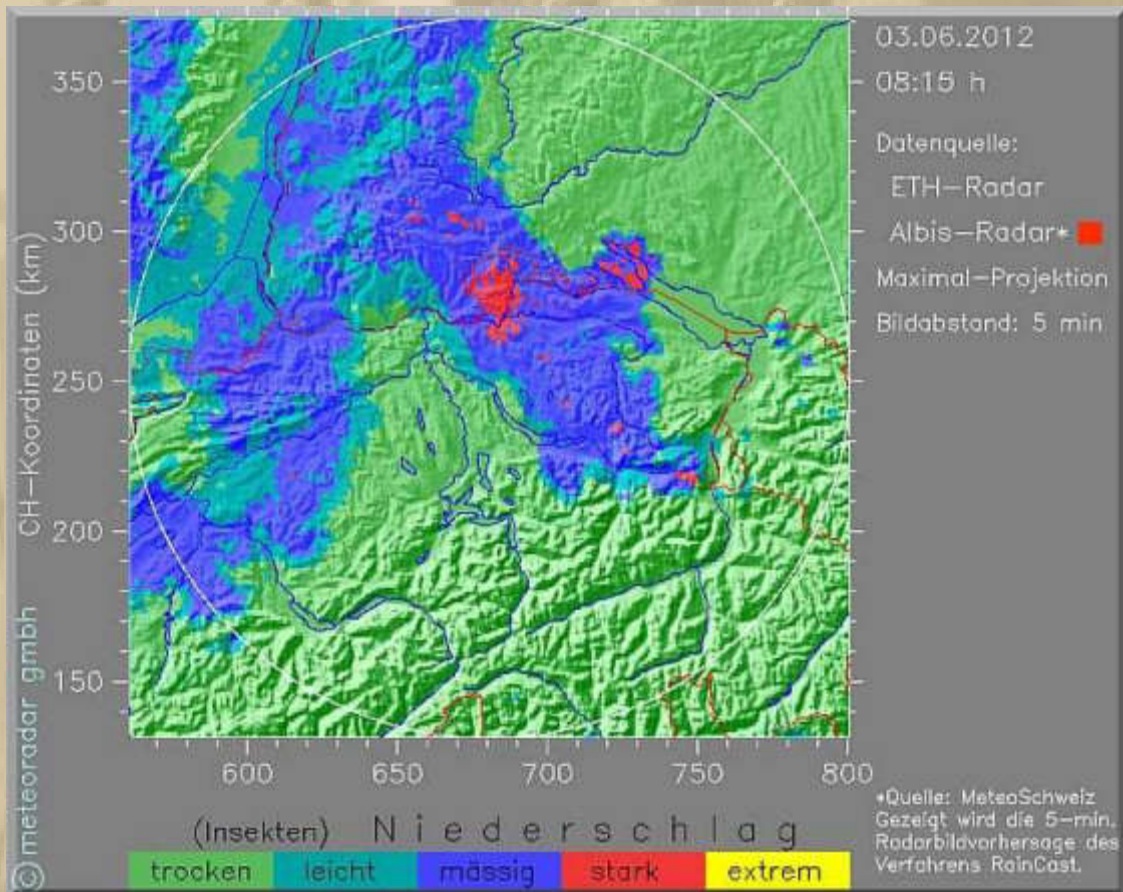 03.06.2012
08:15 h
Datenquelle:
ETH-Radar
Albis-Radar*
Maximal-Projektion
Bildabstand: 5 min
350
300
250
200
150
CH-Koordinaten (km)
© meteoradar gmbh
600 650 700 750 800
(Insekten) Niederschlag
trocken leicht mässig stark extrem
*Quelle: MeteoSchweiz
Gezeigt wird die 5-min.
Radarbildvorhersage des
Verfahrens RainCast.